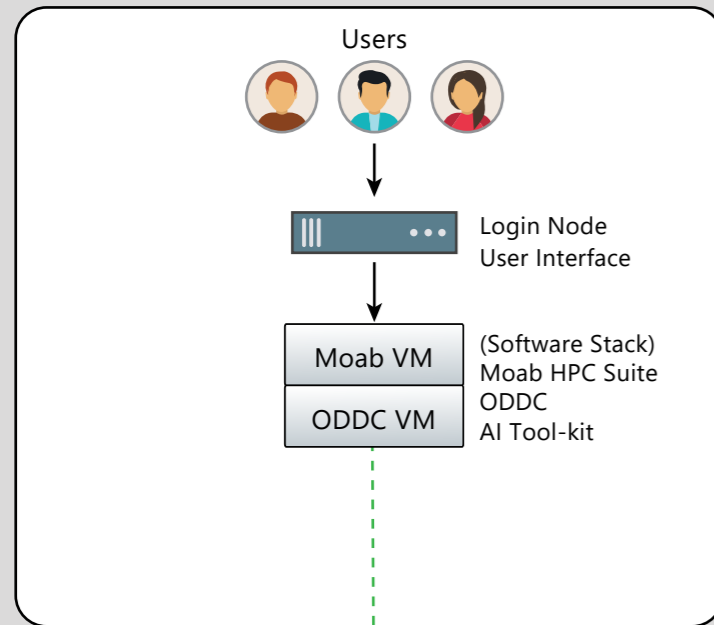 Users
Login Node
User Interface
Moab VM
ODDC VM
(Software Stack)
Moab HPC Suite
ODDC
AI Tool-kit